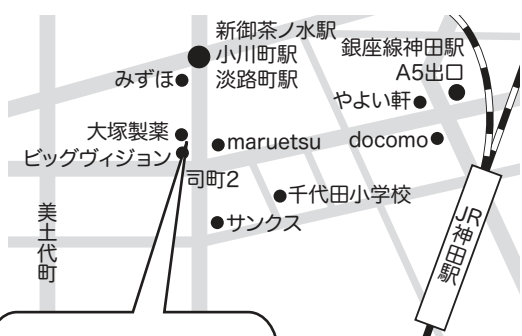 新御茶ノ水駅
小川町駅
淡路町駅
銀座線神田駅
A5出口
みずほ
やよい軒
大塚製薬
maruetsu
docomo
ビッグヴィジョン
司町2
千代田小学校
サンクス
美土代町
JR神田駅